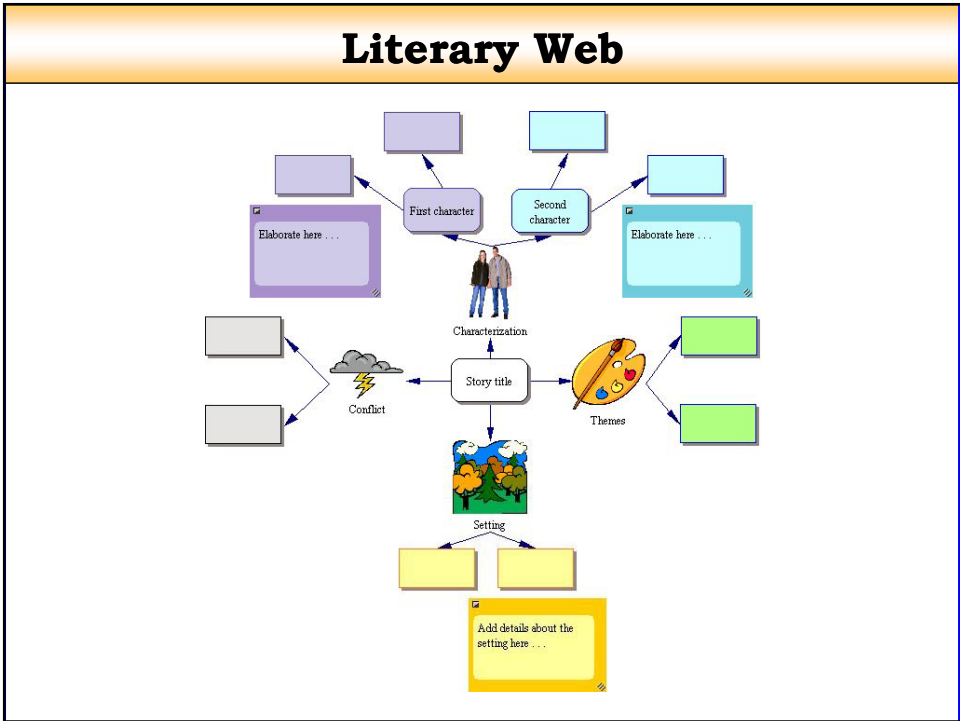 Literary Web
First character
Second
character
Elaborate here . . .
Elaborate here . . .
Characterization
Story title
Conflict
Themes
Setting
Add details about the
setting here . . .